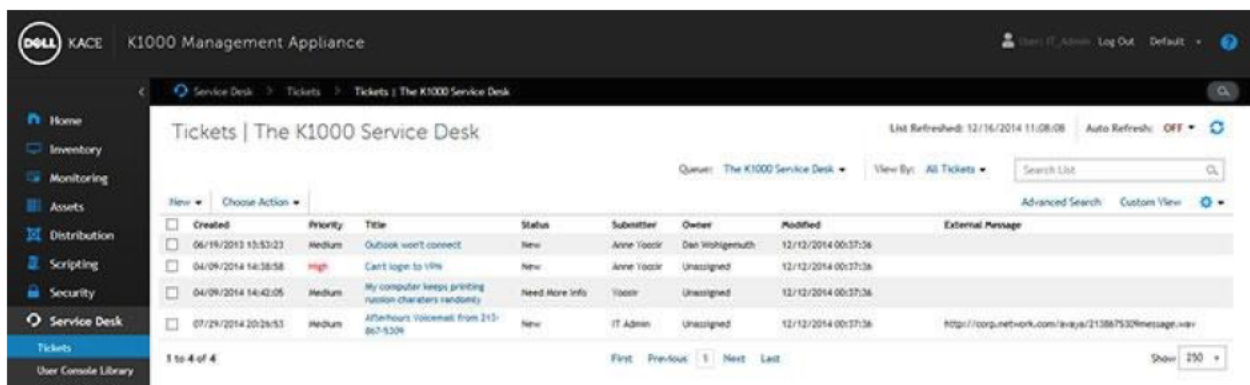 DELL KACE K1000 Management Appliance User: IT_Admin Log Out Default ?
Service Desk > Tickets > Tickets | The K1000 Service Desk
Home
Inventory
Monitoring
Assets
Distribution
Scripting
Security
Service Desk
Tickets
User Console Library
Tickets | The K1000 Service Desk
List Refreshed: 12/16/2014 11:08:08 Auto Refresh: OFF
Queue: The K1000 Service Desk View By: All Tickets Search List
New Choose Action Advanced Search Custom View
Created Priority Title Status Submitter Owner Modified External Message
06/19/2013 13:53:23 Medium Outlook won't connect New Anne Yoosir Dan Wohlgemuth 12/12/2014 00:37:36
04/09/2014 14:38:58 High Can't login to VPN New Anne Yoosir Unassigned 12/12/2014 00:37:36
04/09/2014 14:42:05 Medium My computer keeps printing russian charaters randomly Need More Info Yoosir Unassigned 12/12/2014 00:37:36
07/29/2014 20:26:53 Medium Afterhours Voicemail from 213-867-5309 New IT Admin Unassigned 12/12/2014 00:37:36 http://corp.network.com/avaya/2138675309message.wav
1 to 4 of 4 First Previous 1 Next Last Show 250